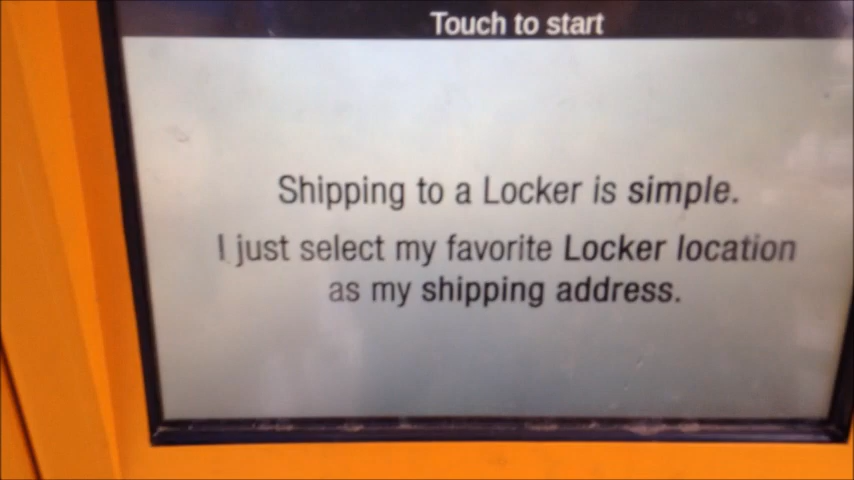 Touch to start
Shipping to a Locker is simple.
I just select my favorite Locker location
as my shipping address.